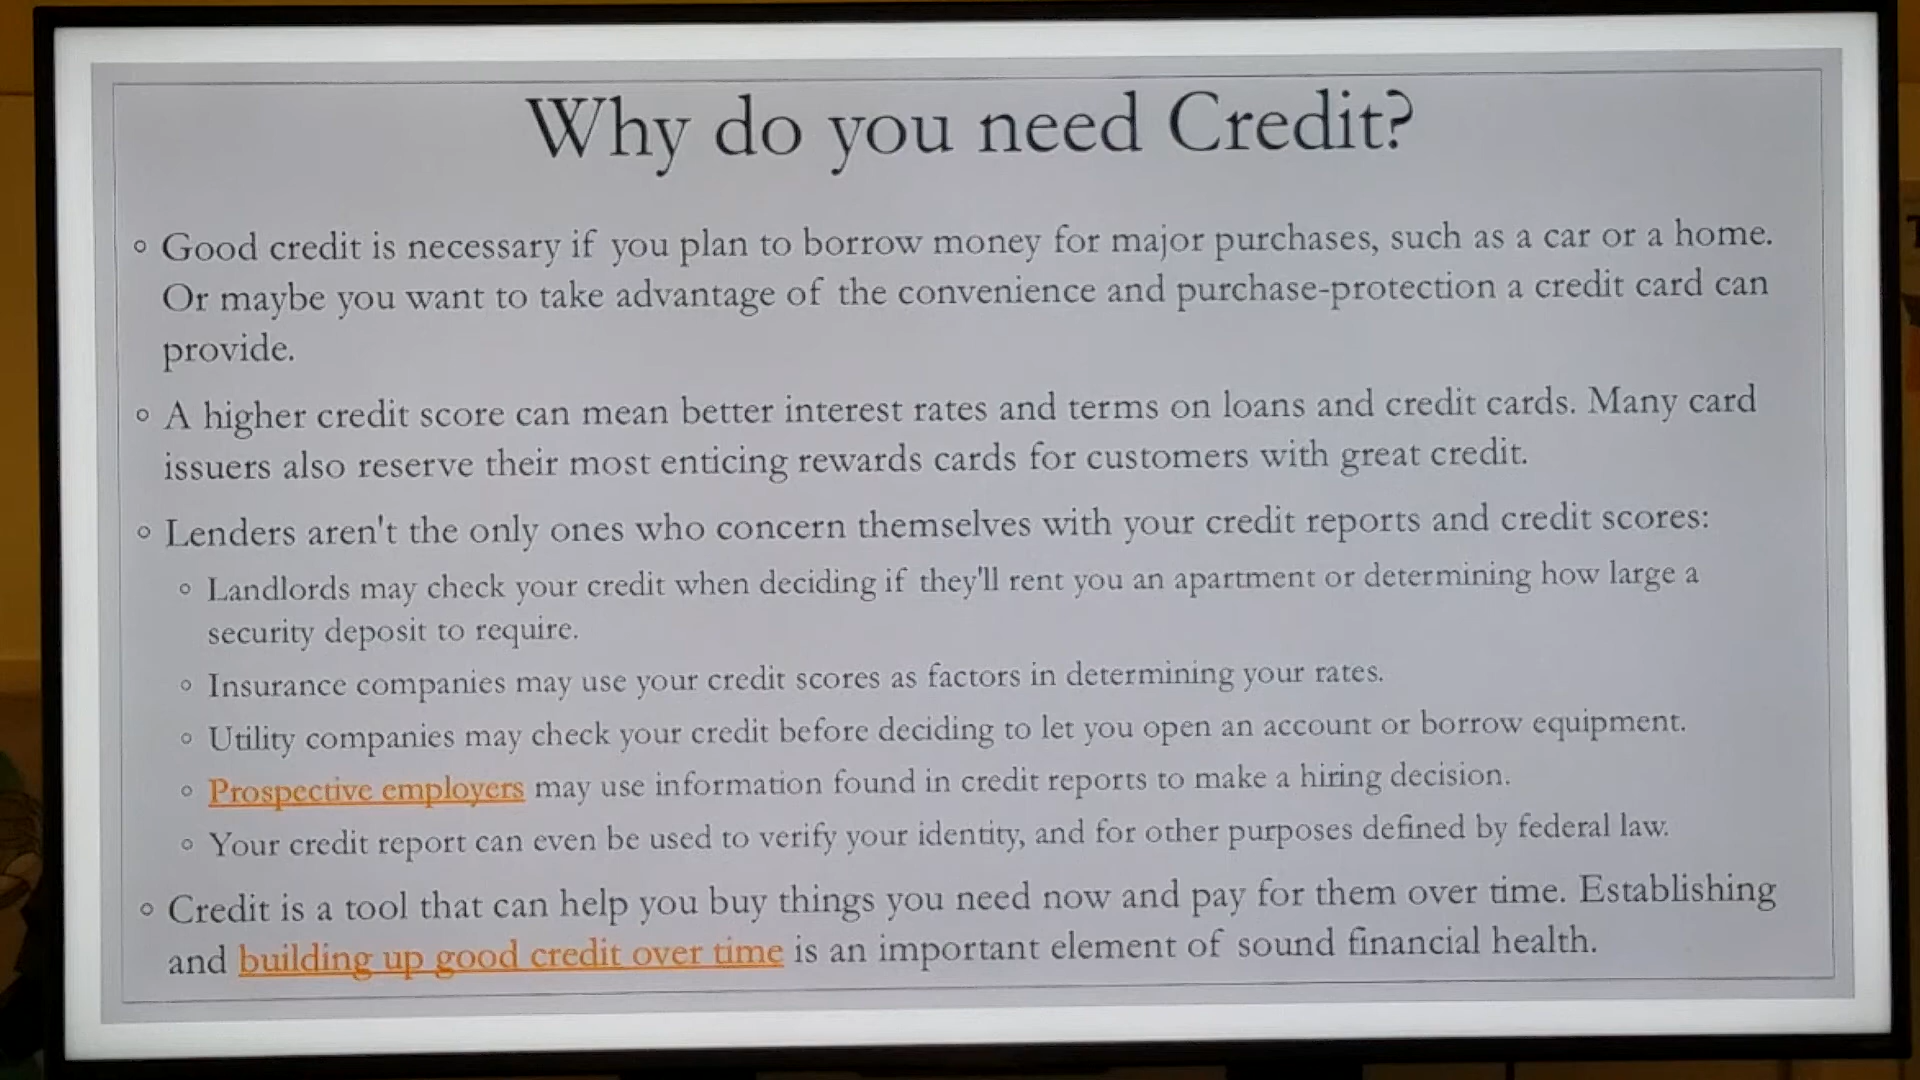 Why do you need Credit?
◦ Good credit is necessary if you plan to borrow money for major purchases, such as a car or a home.
Or maybe you want to take advantage of the convenience and purchase-protection a credit card can
provide.
◦ A higher credit score can mean better interest rates and terms on loans and credit cards. Many card
issuers also reserve their most enticing rewards cards for customers with great credit.
◦ Lenders aren't the only ones who concern themselves with your credit reports and credit scores:
◦ Landlords may check your credit when deciding if they'll rent you an apartment or determining how large a
security deposit to require.
◦ Insurance companies may use your credit scores as factors in determining your rates.
◦ Utility companies may check your credit before deciding to let you open an account or borrow equipment.
◦ Prospective employers may use information found in credit reports to make a hiring decision.
◦ Your credit report can even be used to verify your identity, and for other purposes defined by federal law.
◦ Credit is a tool that can help you buy things you need now and pay for them over time. Establishing
and building up good credit over time is an important element of sound financial health.